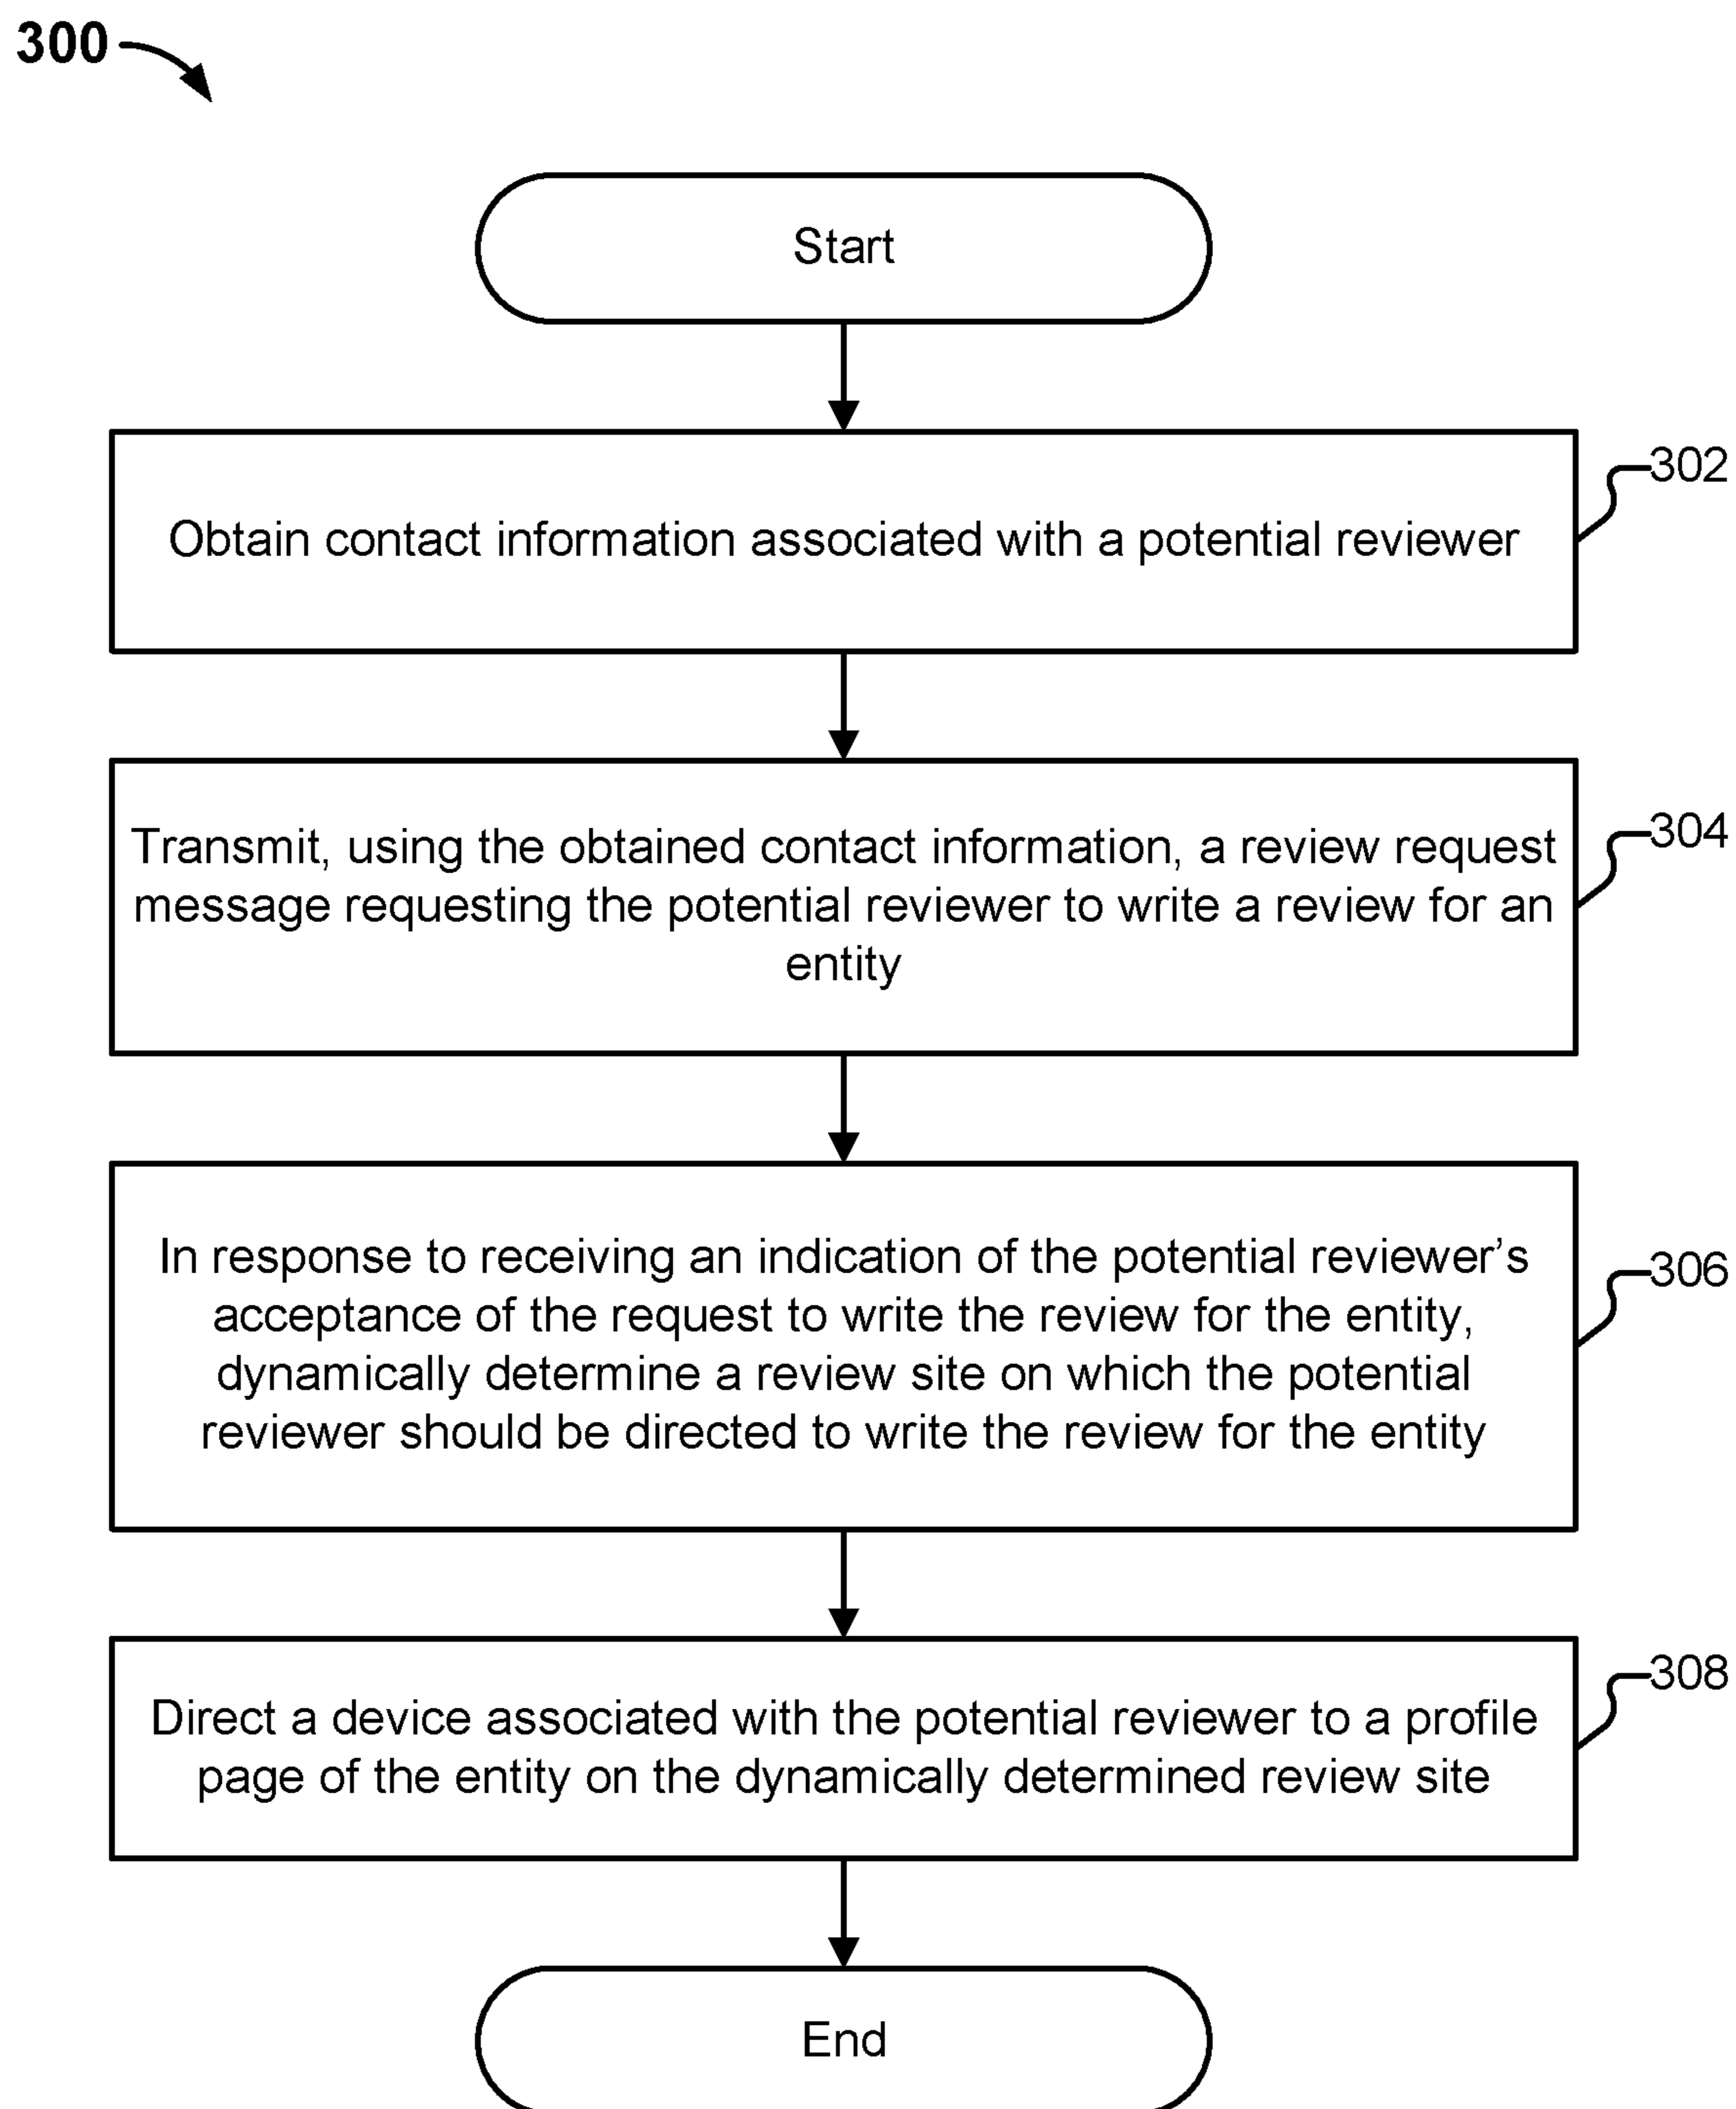 300
Start
Obtain contact information associated with a potential reviewer
302
Transmit, using the obtained contact information, a review request
message requesting the potential reviewer to write a review for an
entity
304
In response to receiving an indication of the potential reviewer’s
acceptance of the request to write the review for the entity,
dynamically determine a review site on which the potential
reviewer should be directed to write the review for the entity
306
Direct a device associated with the potential reviewer to a profile
page of the entity on the dynamically determined review site
308
End